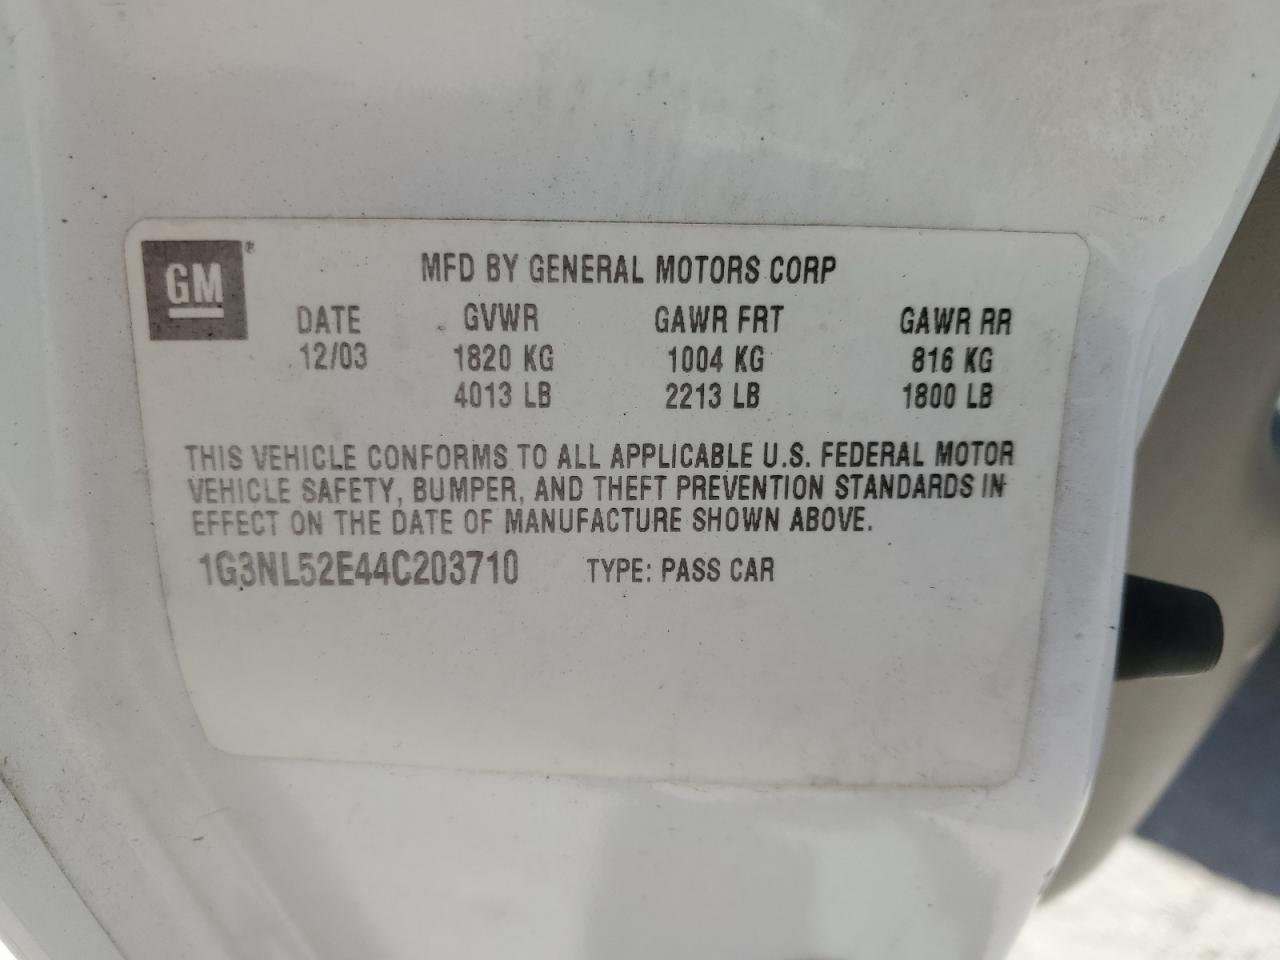 GM®
MFD BY GENERAL MOTORS CORP
DATE GVWR GAWR FRT GAWR RR
12/03 1820 KG 1004 KG 816 KG
4013 LB 2213 LB 1800 LB
THIS VEHICLE CONFORMS TO ALL APPLICABLE U.S. FEDERAL MOTOR
VEHICLE SAFETY, BUMPER, AND THEFT PREVENTION STANDARDS IN
EFFECT ON THE DATE OF MANUFACTURE SHOWN ABOVE.
1G3NL52E44C203710 TYPE: PASS CAR